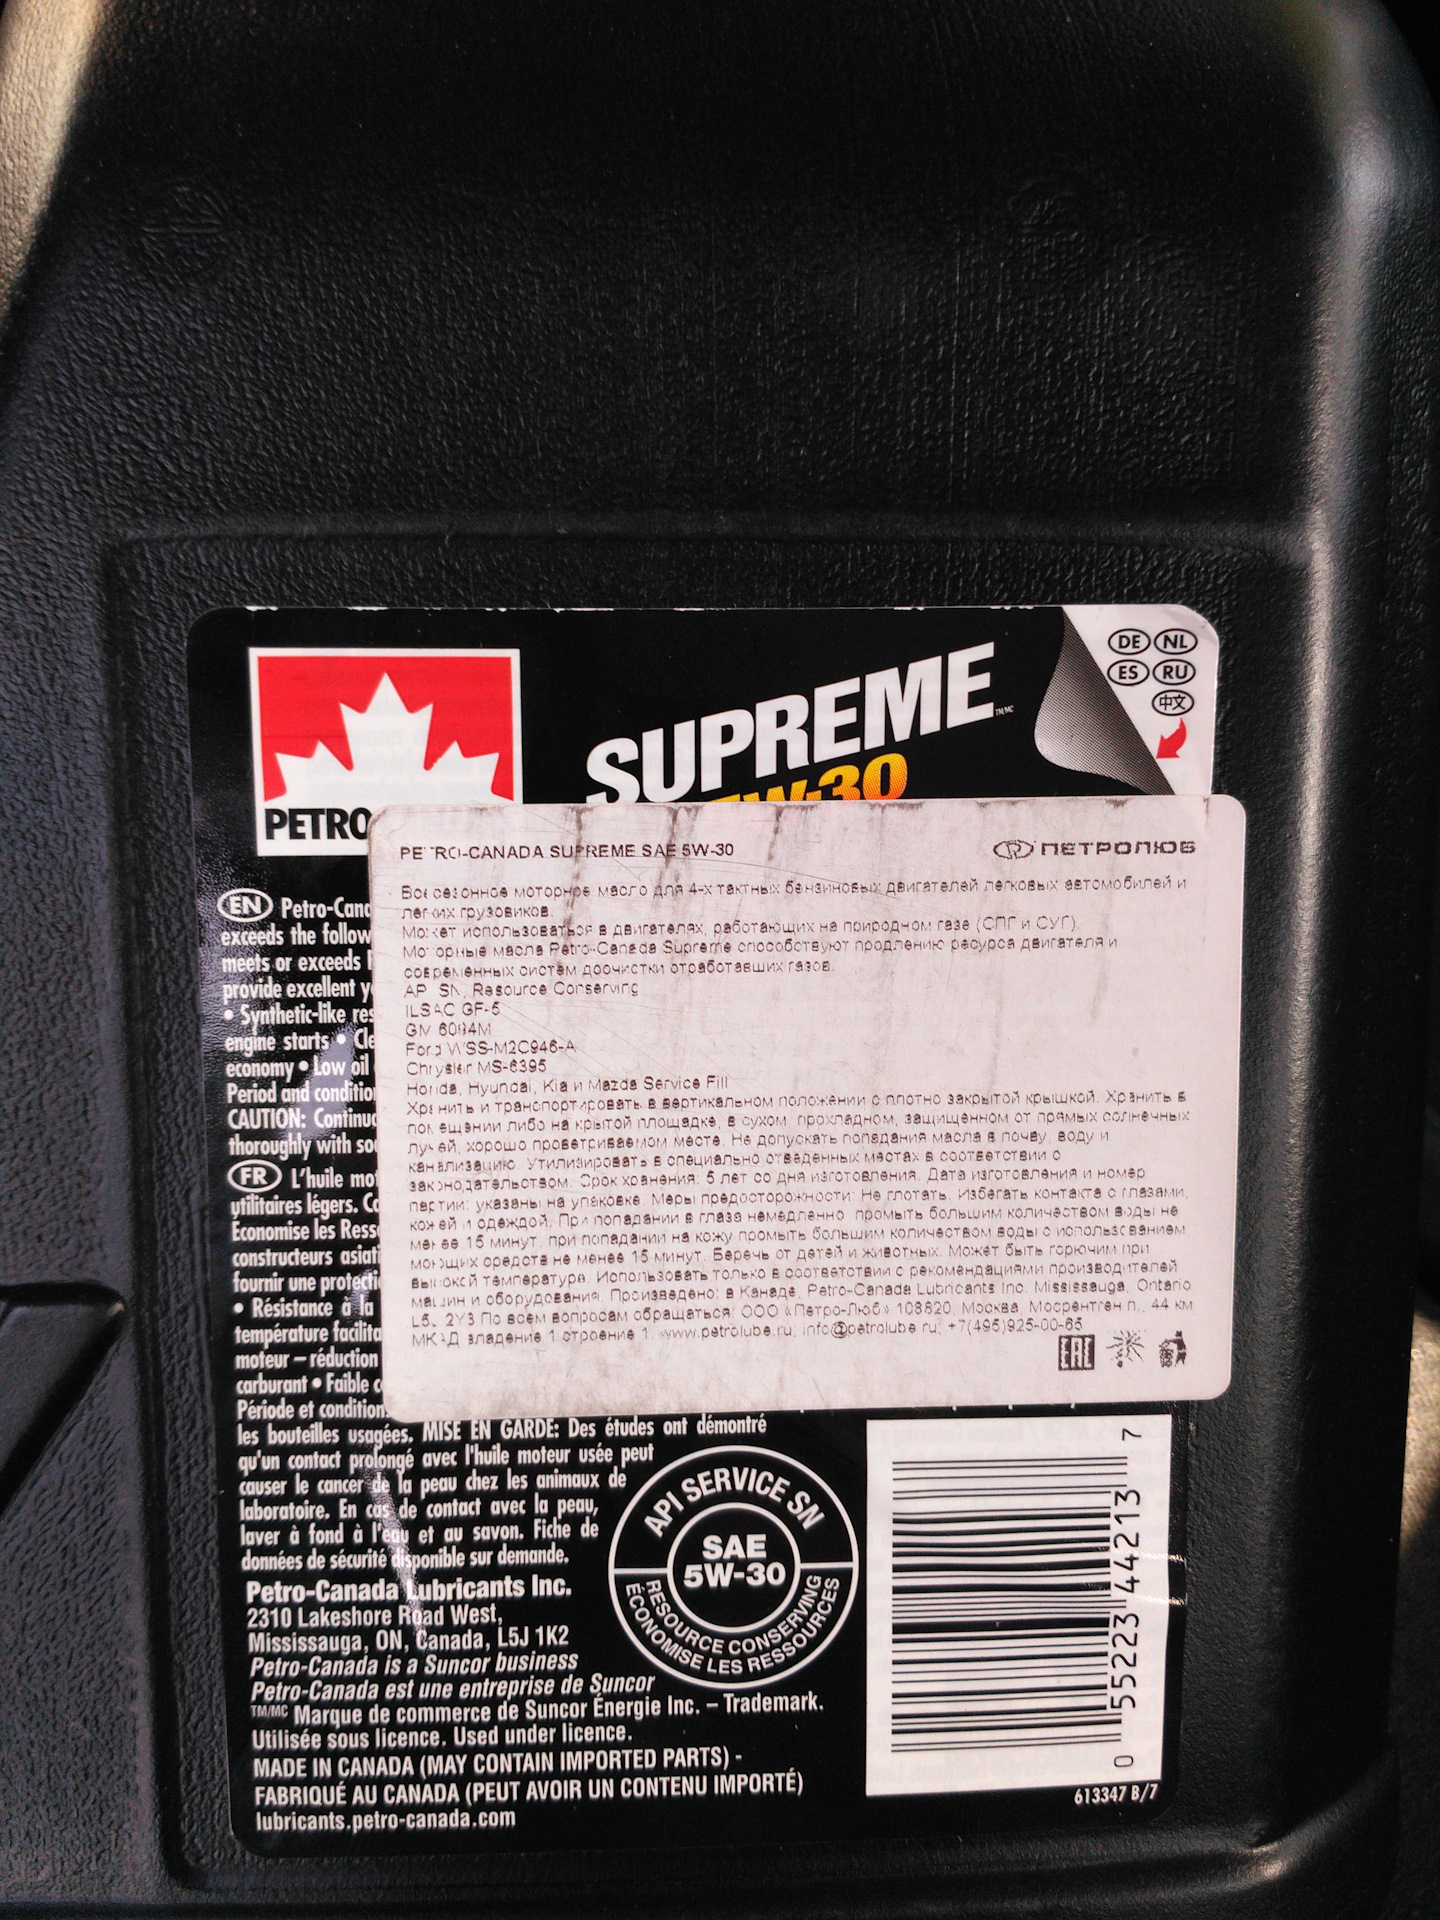 DE NL
ES RU
中文
SUPREME
TM/MC
5W-30
PETRO
PETRO-CANADA SUPREME SAE 5W-30
ПЕТРОЛЮБ
Всесезонное моторное масло для 4-х тактных бензиновых двигателей легковых автомобилей и
легких грузовиков.
Может использоваться в двигателях, работающих на природном газе (СПГ и СУГ).
Моторные масла Petro-Canada Supreme способствуют продлению ресурса двигателя и
современных систем доочистки отработавших газов.
API SN, Resource Conserving
ILSAC GF-5
GM 6094M
Ford WSS-M2C946-A
Chrysler MS-6395
Honda, Hyundai, Kia и Mazda Service Fill
Хранить и транспортировать в вертикальном положении с плотно закрытой крышкой. Хранить в
помещении либо на крытой площадке, в сухом, прохладном, защищенном от прямых солнечных
лучей, хорошо проветриваемом месте. Не допускать попадания масла в почву, воду и
канализацию. Утилизировать в специально отведенных местах в соответствии с
законодательством. Срок хранения: 5 лет со дня изготовления. Дата изготовления и номер
партии: указаны на упаковке. Меры предосторожности: Не глотать. Избегать контакта с глазами,
кожей и одеждой. При попадании в глаза немедленно промыть большим количеством воды не
менее 15 минут, при попадании на кожу промыть большим количеством воды с использованием
моющих средств не менее 15 минут. Беречь от детей и животных. Может быть горючим при
высокой температуре. Использовать только в соответствии с рекомендациями производителей
машин и оборудования. Произведено: в Канаде, Petro-Canada Lubricants Inc. Mississauga, Ontario
L5L 2Y3 По всем вопросам обращаться: ООО «Петро-Люб» 108820, Москва, Мосрентген п., 44 км
МКАД владение 1 строение 1. www.petrolube.ru; info@petrolube.ru; +7(495)925-00-65
EAC
EN Petro-Cana
exceeds the follow
meets or exceeds
provide excellent
• Synthetic-like res
engine starts • Cle
economy • Low oil
Period and conditio
CAUTION: Continuo
thoroughly with so
FR L'huile mo
utilitaires légers. Co
Économise les Ress
constructeurs asiati
fournir une protecti
• Résistance à la
température facilita
moteur – réduction
carburant • Faible c
Période et condition
les bouteilles usagées. MISE EN GARDE: Des études ont démontré
qu'un contact prolongé avec l'huile moteur usée peut
causer le cancer de la peau chez les animaux de
laboratoire. En cas de contact avec la peau,
laver à fond à l'eau et au savon. Fiche de
données de sécurité disponible sur demande.
Petro-Canada Lubricants Inc.
2310 Lakeshore Road West,
Mississauga, ON, Canada, L5J 1K2
Petro-Canada is a Suncor business
Petro-Canada est une entreprise de Suncor
TM/MC Marque de commerce de Suncor Énergie Inc. – Trademark.
Utilisée sous licence. Used under licence.
MADE IN CANADA (MAY CONTAIN IMPORTED PARTS) -
FABRIQUÉ AU CANADA (PEUT AVOIR UN CONTENU IMPORTÉ)
lubricants.petro-canada.com
API SERVICE SN
SAE
5W-30
RESOURCE CONSERVING
ÉCONOMISE LES RESSOURCES
0 55223 44213 7
613347 B/7